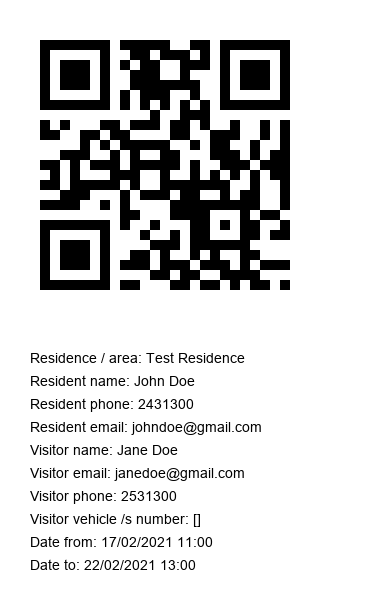 Residence / area: Test Residence
Resident name: John Doe
Resident phone: 2431300
Resident email: johndoe@gmail.com
Visitor name: Jane Doe
Visitor email: janedoe@gmail.com
Visitor phone: 2531300
Visitor vehicle /s number: []
Date from: 17/02/2021 11:00
Date to: 22/02/2021 13:00